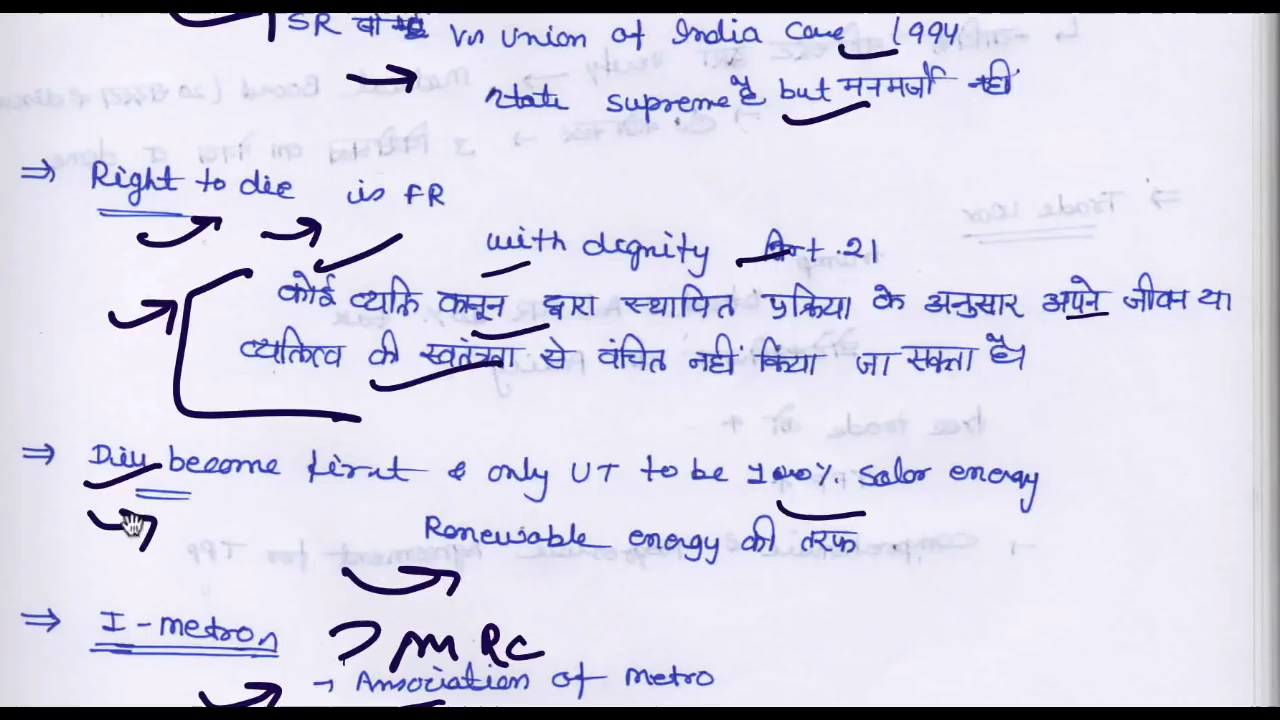 SR बोम्मई Vs Union of India Case 1994
State supreme है but मनमर्जी नहीं
⇒ Right to die is FR
with dignity Art. 21
कोई व्यक्ति कानून द्वारा स्थापित प्रक्रिया के अनुसार अपने जीवन या
व्यक्तित्व की स्वतंत्रता से वंचित नहीं किया जा सकता है।
⇒ Diu become first & only UT to be 100% Solar energy
Renewable energy की तरफ
⇒ I-metros > MRC
→ Association of Metro